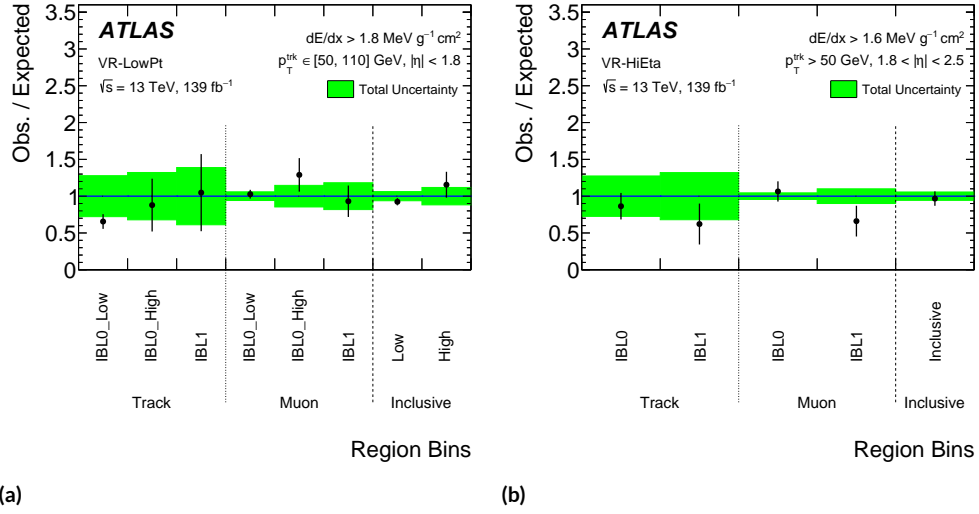 Obs. / Expected
3.5
3
2.5
2
1.5
1
0.5
0
ATLAS
VR-LowPt
√s = 13 TeV, 139 fb⁻¹
dE/dx > 1.8 MeV g⁻¹ cm²
p_T^trk ∈ [50, 110] GeV, |η| < 1.8
Total Uncertainty
IBL0_Low
IBL0_High
IBL1
IBL0_Low
IBL0_High
IBL1
Low
High
Track
Muon
Inclusive
Region Bins
(a)
Obs. / Expected
3.5
3
2.5
2
1.5
1
0.5
0
ATLAS
VR-HiEta
√s = 13 TeV, 139 fb⁻¹
dE/dx > 1.6 MeV g⁻¹ cm²
p_T^trk > 50 GeV, 1.8 < |η| < 2.5
Total Uncertainty
IBL0
IBL1
IBL0
IBL1
Inclusive
Track
Muon
Inclusive
Region Bins
(b)